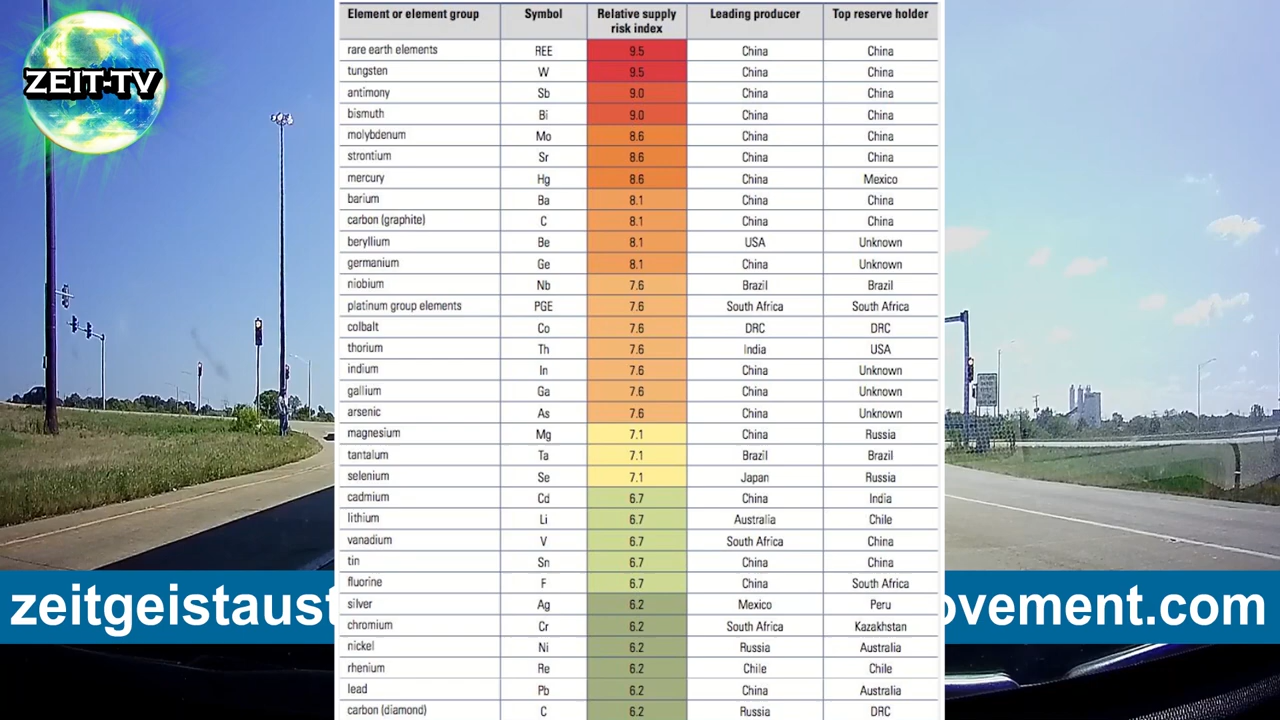 ZEIT-TV
Element or element group Symbol Relative supply risk index Leading producer Top reserve holder
rare earth elements REE 9.5 China China
tungsten W 9.5 China China
antimony Sb 9.0 China China
bismuth Bi 9.0 China China
molybdenum Mo 8.6 China China
strontium Sr 8.6 China China
mercury Hg 8.6 China Mexico
barium Ba 8.1 China China
carbon (graphite) C 8.1 China China
beryllium Be 8.1 USA Unknown
germanium Ge 8.1 China Unknown
niobium Nb 7.6 Brazil Brazil
platinum group elements PGE 7.6 South Africa South Africa
colbalt Co 7.6 DRC DRC
thorium Th 7.6 India USA
indium In 7.6 China Unknown
gallium Ga 7.6 China Unknown
arsenic As 7.6 China Unknown
magnesium Mg 7.1 China Russia
tantalum Ta 7.1 Brazil Brazil
selenium Se 7.1 Japan Russia
cadmium Cd 6.7 China India
lithium Li 6.7 Australia Chile
vanadium V 6.7 South Africa China
tin Sn 6.7 China China
fluorine F 6.7 China South Africa
silver Ag 6.2 Mexico Peru
chromium Cr 6.2 South Africa Kazakhstan
nickel Ni 6.2 Russia Australia
rhenium Re 6.2 Chile Chile
lead Pb 6.2 China Australia
carbon (diamond) C 6.2 Russia DRC
zeitgeistaust ovement.com